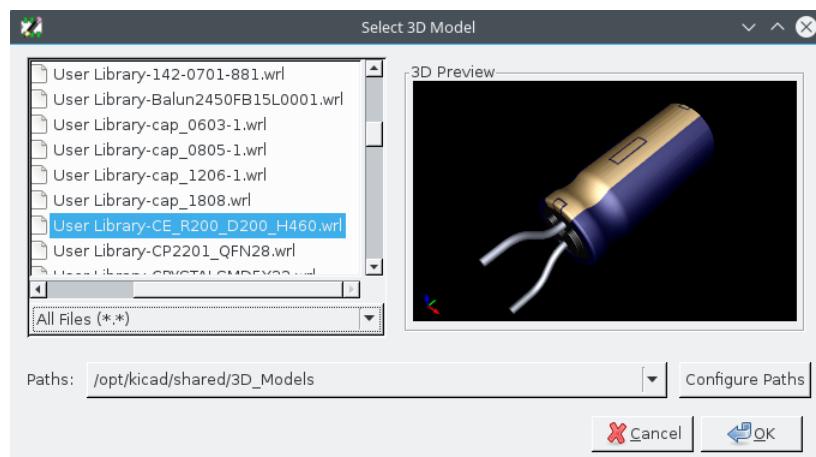 Select 3D Model
User Library-142-0701-881.wrl
User Library-Balun2450FB15L0001.wrl
User Library-cap_0603-1.wrl
User Library-cap_0805-1.wrl
User Library-cap_1206-1.wrl
User Library-cap_1808.wrl
User Library-CE_R200_D200_H460.wrl
User Library-CP2201_QFN28.wrl
All Files (*.*)
3D Preview
Paths: /opt/kicad/shared/3D_Models
Configure Paths
Cancel
OK